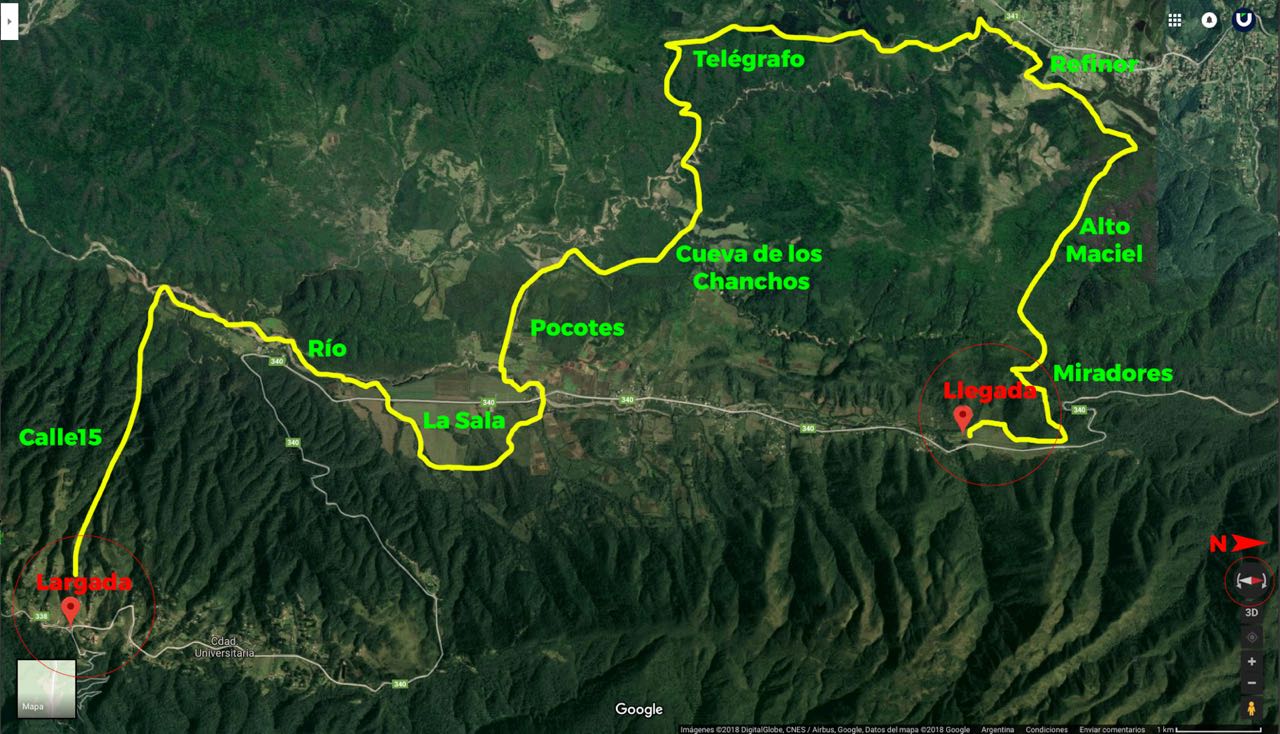 341
Telégrafo
Refinor
Alto
Maciel
Cueva de los
Chanchos
Pocotes
Río
340
Miradores
Llegada
340
340
340
340
La Sala
Calle15
340
N
Largada
338
3D
Cdad.
Universitaria
340
Mapa
Google
Imágenes ©2018 DigitalGlobe, CNES / Airbus, Google, Datos del mapa ©2018 Google Argentina Condiciones Enviar comentarios 1 km